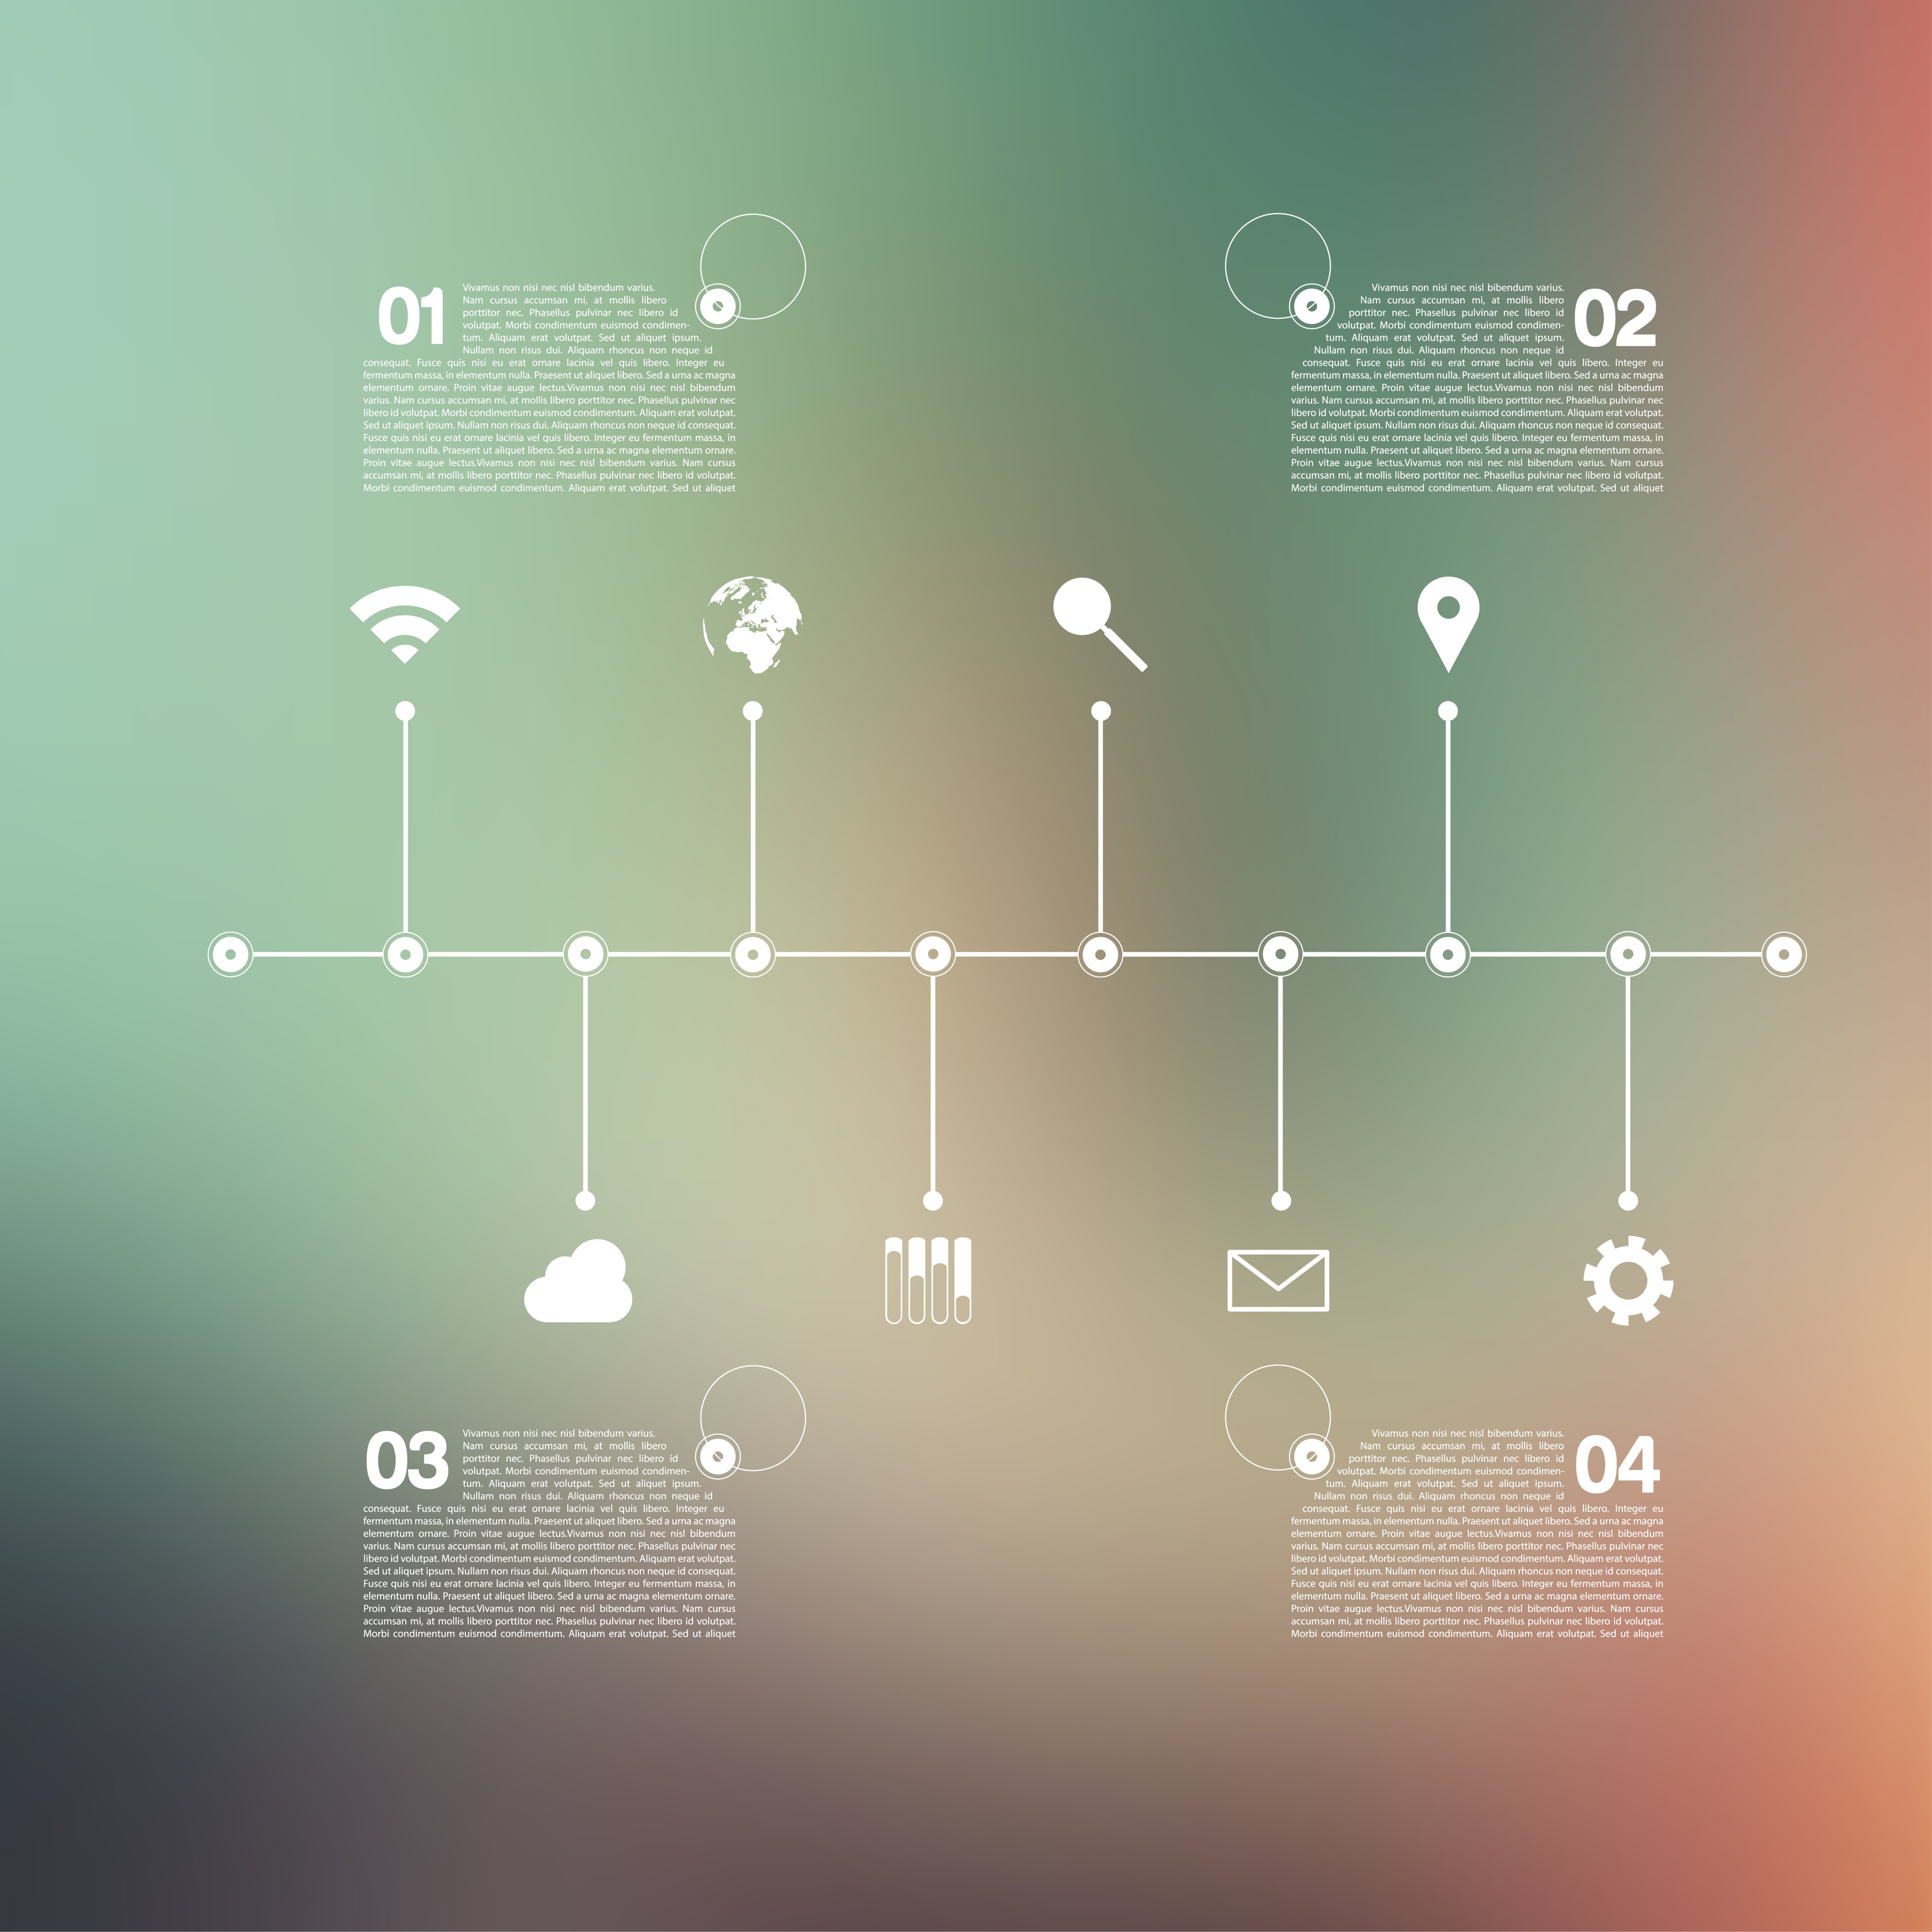 01
Vivamus non nisi nec nisl bibendum varius.
Nam cursus accumsan mi, at mollis libero
porttitor nec. Phasellus pulvinar nec libero id
volutpat. Morbi condimentum euismod condimen-
tum. Aliquam erat volutpat. Sed ut aliquet ipsum.
Nullam non risus dui. Aliquam rhoncus non neque id
consequat. Fusce quis nisi eu erat ornare lacinia vel quis libero. Integer eu
fermentum massa, in elementum nulla. Praesent ut aliquet libero. Sed a urna ac magna
elementum ornare. Proin vitae augue lectus.Vivamus non nisi nec nisl bibendum
varius. Nam cursus accumsan mi, at mollis libero porttitor nec. Phasellus pulvinar nec
libero id volutpat. Morbi condimentum euismod condimentum. Aliquam erat volutpat.
Sed ut aliquet ipsum. Nullam non risus dui. Aliquam rhoncus non neque id consequat.
Fusce quis nisi eu erat ornare lacinia vel quis libero. Integer eu fermentum massa, in
elementum nulla. Praesent ut aliquet libero. Sed a urna ac magna elementum ornare.
Proin vitae augue lectus.Vivamus non nisi nec nisl bibendum varius. Nam cursus
accumsan mi, at mollis libero porttitor nec. Phasellus pulvinar nec libero id volutpat.
Morbi condimentum euismod condimentum. Aliquam erat volutpat. Sed ut aliquet
02
Vivamus non nisi nec nisl bibendum varius.
Nam cursus accumsan mi, at mollis libero
porttitor nec. Phasellus pulvinar nec libero id
volutpat. Morbi condimentum euismod condimen-
tum. Aliquam erat volutpat. Sed ut aliquet ipsum.
Nullam non risus dui. Aliquam rhoncus non neque id
consequat. Fusce quis nisi eu erat ornare lacinia vel quis libero. Integer eu
fermentum massa, in elementum nulla. Praesent ut aliquet libero. Sed a urna ac magna
elementum ornare. Proin vitae augue lectus.Vivamus non nisi nec nisl bibendum
varius. Nam cursus accumsan mi, at mollis libero porttitor nec. Phasellus pulvinar nec
libero id volutpat. Morbi condimentum euismod condimentum. Aliquam erat volutpat.
Sed ut aliquet ipsum. Nullam non risus dui. Aliquam rhoncus non neque id consequat.
Fusce quis nisi eu erat ornare lacinia vel quis libero. Integer eu fermentum massa, in
elementum nulla. Praesent ut aliquet libero. Sed a urna ac magna elementum ornare.
Proin vitae augue lectus.Vivamus non nisi nec nisl bibendum varius. Nam cursus
accumsan mi, at mollis libero porttitor nec. Phasellus pulvinar nec libero id volutpat.
Morbi condimentum euismod condimentum. Aliquam erat volutpat. Sed ut aliquet
03
Vivamus non nisi nec nisl bibendum varius.
Nam cursus accumsan mi, at mollis libero
porttitor nec. Phasellus pulvinar nec libero id
volutpat. Morbi condimentum euismod condimen-
tum. Aliquam erat volutpat. Sed ut aliquet ipsum.
Nullam non risus dui. Aliquam rhoncus non neque id
consequat. Fusce quis nisi eu erat ornare lacinia vel quis libero. Integer eu
fermentum massa, in elementum nulla. Praesent ut aliquet libero. Sed a urna ac magna
elementum ornare. Proin vitae augue lectus.Vivamus non nisi nec nisl bibendum
varius. Nam cursus accumsan mi, at mollis libero porttitor nec. Phasellus pulvinar nec
libero id volutpat. Morbi condimentum euismod condimentum. Aliquam erat volutpat.
Sed ut aliquet ipsum. Nullam non risus dui. Aliquam rhoncus non neque id consequat.
Fusce quis nisi eu erat ornare lacinia vel quis libero. Integer eu fermentum massa, in
elementum nulla. Praesent ut aliquet libero. Sed a urna ac magna elementum ornare.
Proin vitae augue lectus.Vivamus non nisi nec nisl bibendum varius. Nam cursus
accumsan mi, at mollis libero porttitor nec. Phasellus pulvinar nec libero id volutpat.
Morbi condimentum euismod condimentum. Aliquam erat volutpat. Sed ut aliquet
04
Vivamus non nisi nec nisl bibendum varius.
Nam cursus accumsan mi, at mollis libero
porttitor nec. Phasellus pulvinar nec libero id
volutpat. Morbi condimentum euismod condimen-
tum. Aliquam erat volutpat. Sed ut aliquet ipsum.
Nullam non risus dui. Aliquam rhoncus non neque id
consequat. Fusce quis nisi eu erat ornare lacinia vel quis libero. Integer eu
fermentum massa, in elementum nulla. Praesent ut aliquet libero. Sed a urna ac magna
elementum ornare. Proin vitae augue lectus.Vivamus non nisi nec nisl bibendum
varius. Nam cursus accumsan mi, at mollis libero porttitor nec. Phasellus pulvinar nec
libero id volutpat. Morbi condimentum euismod condimentum. Aliquam erat volutpat.
Sed ut aliquet ipsum. Nullam non risus dui. Aliquam rhoncus non neque id consequat.
Fusce quis nisi eu erat ornare lacinia vel quis libero. Integer eu fermentum massa, in
elementum nulla. Praesent ut aliquet libero. Sed a urna ac magna elementum ornare.
Proin vitae augue lectus.Vivamus non nisi nec nisl bibendum varius. Nam cursus
accumsan mi, at mollis libero porttitor nec. Phasellus pulvinar nec libero id volutpat.
Morbi condimentum euismod condimentum. Aliquam erat volutpat. Sed ut aliquet